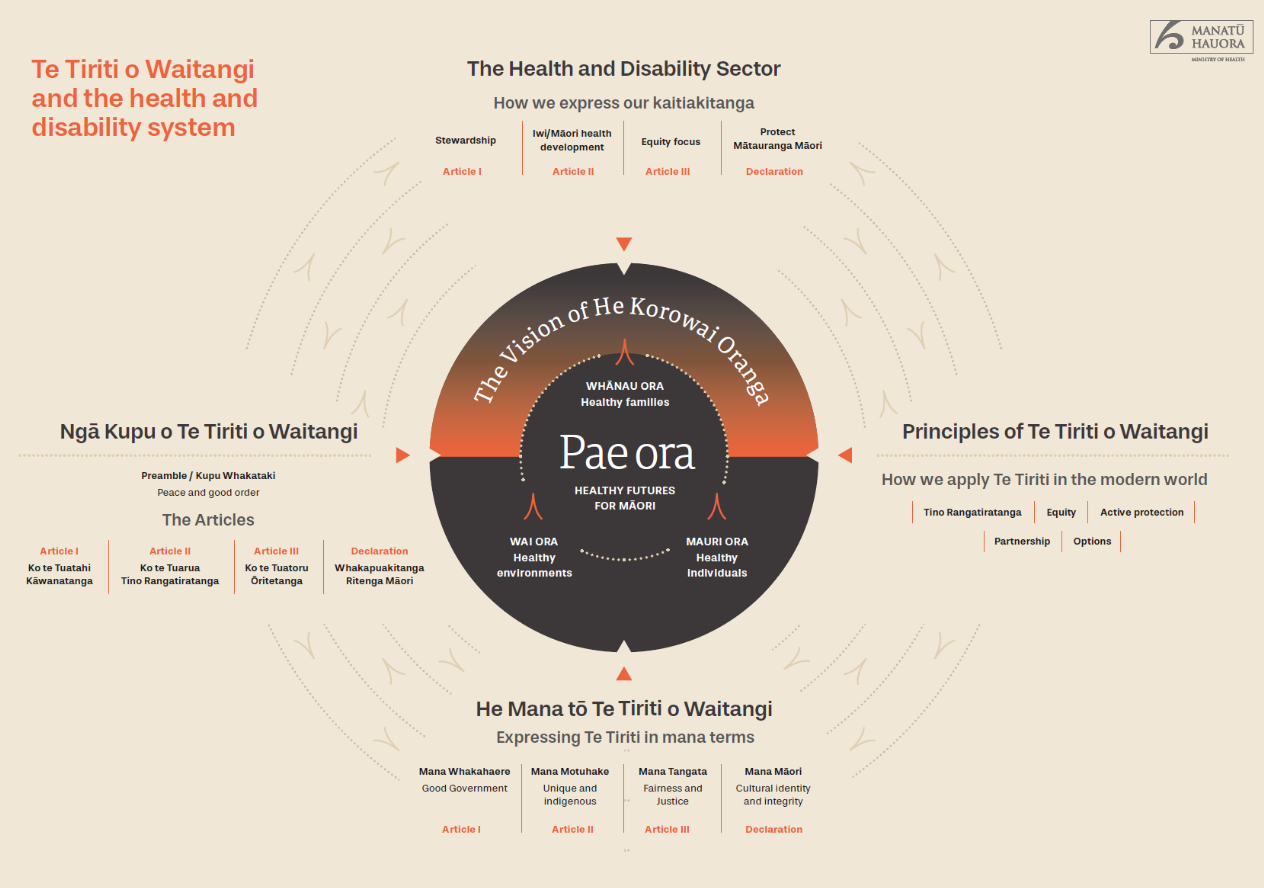 Te Tiriti o Waitangi
and the health and
disability system
MANATŪ
HAUORA
MINISTRY OF HEALTH
The Health and Disability Sector
How we express our kaitiakitanga
Stewardship
Article I
Iwi/Māori health
development
Article II
Equity focus
Article III
Protect
Mātauranga Māori
Declaration
The Vision of He Korowai Oranga
WHĀNAU ORA
Healthy families
Pae ora
HEALTHY FUTURES
FOR MĀORI
WAI ORA
Healthy
environments
MAURI ORA
Healthy
individuals
Ngā Kupu o Te Tiriti o Waitangi
Preamble / Kupu Whakataki
Peace and good order
The Articles
Article I
Ko te Tuatahi
Kāwanatanga
Article II
Ko te Tuarua
Tino Rangatiratanga
Article III
Ko te Tuatoru
Ōritetanga
Declaration
Whakapuakitanga
Ritenga Māori
Principles of Te Tiriti o Waitangi
How we apply Te Tiriti in the modern world
Tino Rangatiratanga
Equity
Active protection
Partnership
Options
He Mana tō Te Tiriti o Waitangi
Expressing Te Tiriti in mana terms
Mana Whakahaere
Good Government
Article I
Mana Motuhake
Unique and
indigenous
Article II
Mana Tangata
Fairness and
Justice
Article III
Mana Māori
Cultural identity
and integrity
Declaration